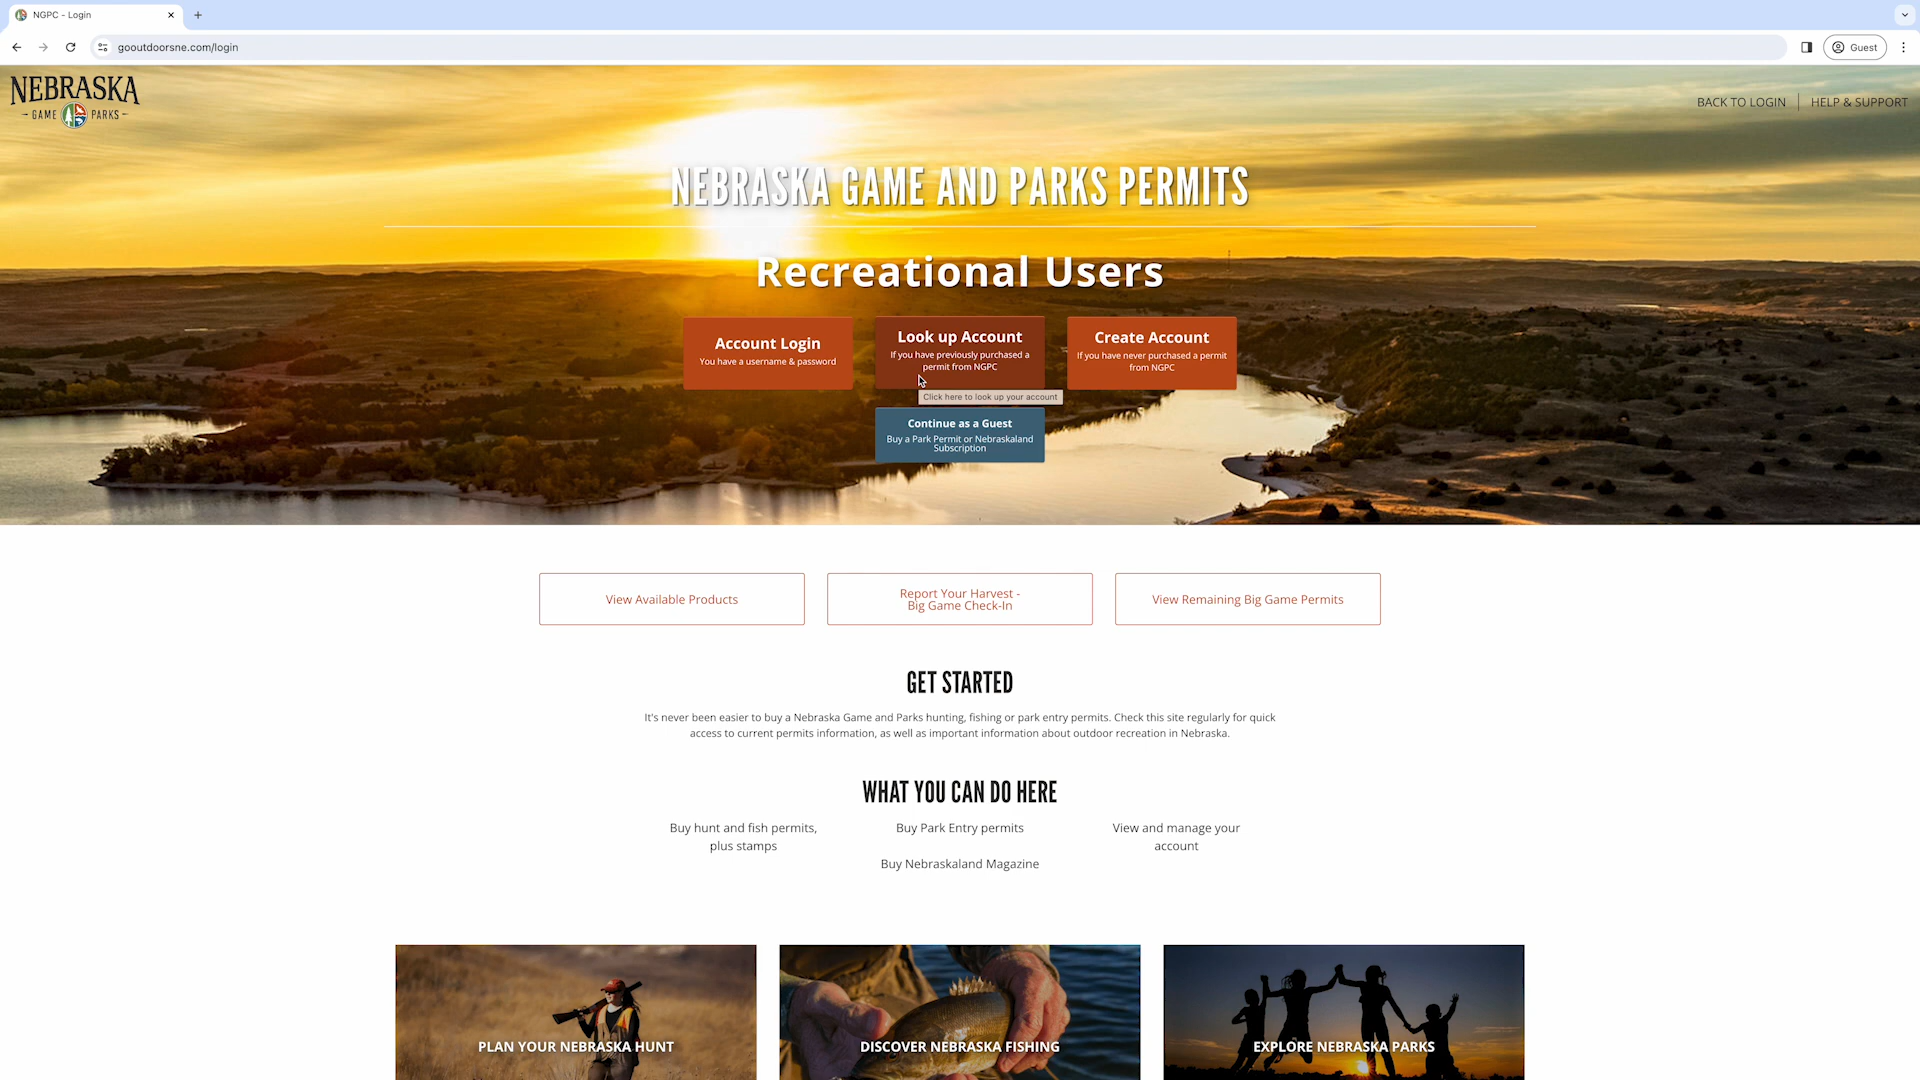 NGPC - Login
gooutdoorsne.com/login
Guest
NEBRASKA
GAME PARKS
BACK TO LOGIN
HELP & SUPPORT
NEBRASKA GAME AND PARKS PERMITS
Recreational Users
Account Login
You have a username & password
Look up Account
If you have previously purchased a
permit from NGPC
Create Account
If you have never purchased a permit
from NGPC
Click here to look up your account
Continue as a Guest
Buy a Park Permit or Nebraskaland
Subscription
View Available Products
Report Your Harvest -
Big Game Check-In
View Remaining Big Game Permits
GET STARTED
It's never been easier to buy a Nebraska Game and Parks hunting, fishing or park entry permits. Check this site regularly for quick
access to current permits information, as well as important information about outdoor recreation in Nebraska.
WHAT YOU CAN DO HERE
Buy hunt and fish permits,
plus stamps
Buy Park Entry permits
Buy Nebraskaland Magazine
View and manage your
account
PLAN YOUR NEBRASKA HUNT
DISCOVER NEBRASKA FISHING
EXPLORE NEBRASKA PARKS